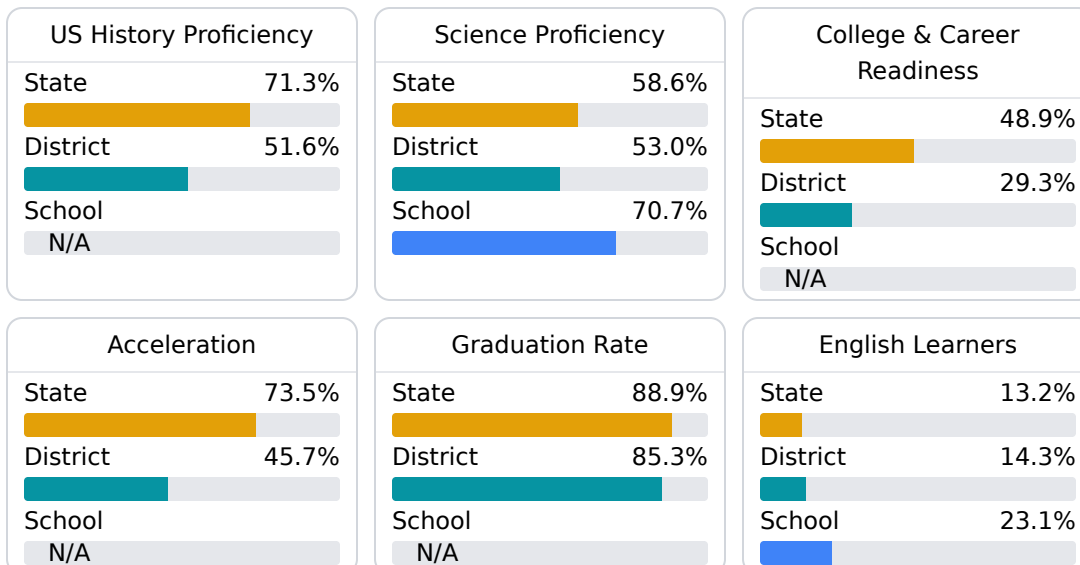 US History Proficiency
State 71.3%
District 51.6%
School
N/A
Science Proficiency
State 58.6%
District 53.0%
School 70.7%
College & Career
Readiness
State 48.9%
District 29.3%
School
N/A
Acceleration
State 73.5%
District 45.7%
School
N/A
Graduation Rate
State 88.9%
District 85.3%
School
N/A
English Learners
State 13.2%
District 14.3%
School 23.1%